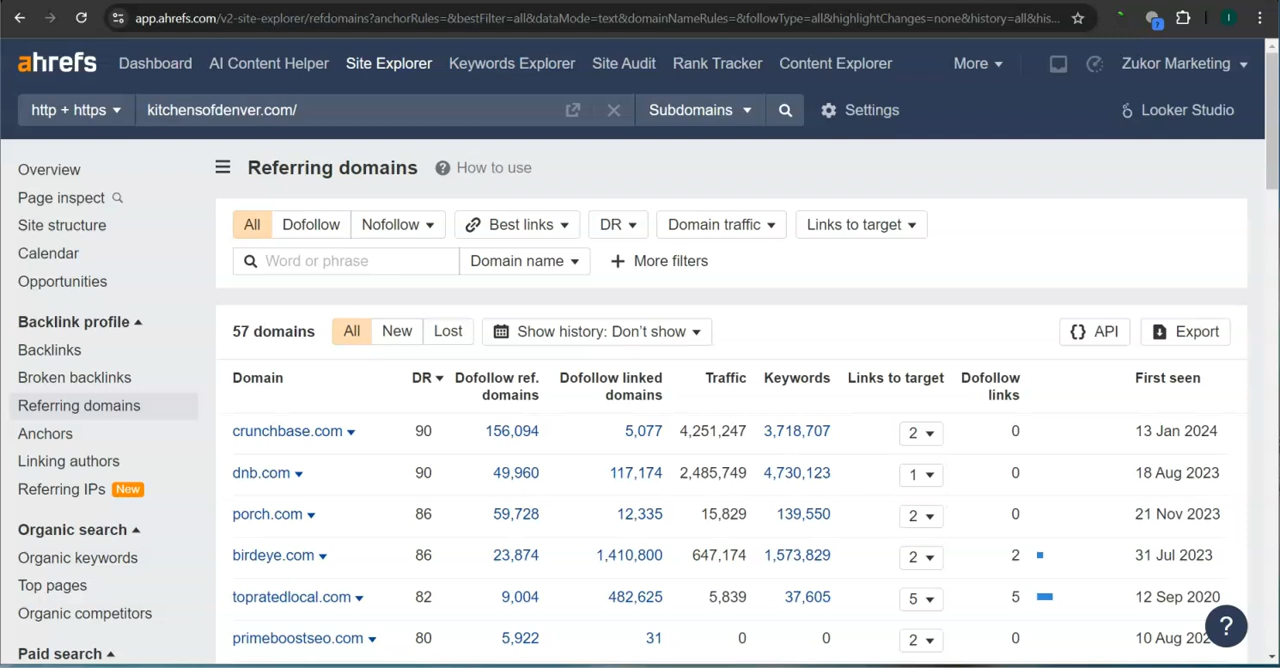 app.ahrefs.com/v2-site-explorer/refdomains?anchorRules=&bestFilter=all&dataMode=text&domainNameRules=&followType=all&highlightChanges=none&history=all&his...
7
I
ahrefs Dashboard AI Content Helper Site Explorer Keywords Explorer Site Audit Rank Tracker Content Explorer More Zukor Marketing
http + https kitchensofdenver.com/ Subdomains Settings Looker Studio
Overview
Page inspect
Site structure
Calendar
Opportunities
Backlink profile
Backlinks
Broken backlinks
Referring domains
Anchors
Linking authors
Referring IPs New
Organic search
Organic keywords
Top pages
Organic competitors
Paid search
Referring domains ? How to use
All Dofollow Nofollow Best links DR Domain traffic Links to target
Word or phrase Domain name + More filters
57 domains All New Lost Show history: Don't show {} API Export
Domain DR Dofollow ref. domains Dofollow linked domains Traffic Keywords Links to target Dofollow links First seen
crunchbase.com 90 156,094 5,077 4,251,247 3,718,707 2 0 13 Jan 2024
dnb.com 90 49,960 117,174 2,485,749 4,730,123 1 0 18 Aug 2023
porch.com 86 59,728 12,335 15,829 139,550 2 0 21 Nov 2023
birdeye.com 86 23,874 1,410,800 647,174 1,573,829 2 2 31 Jul 2023
topratedlocal.com 82 9,004 482,625 5,839 37,605 5 5 12 Sep 2020
primeboostseo.com 80 5,922 31 0 0 2 0 10 Aug
?